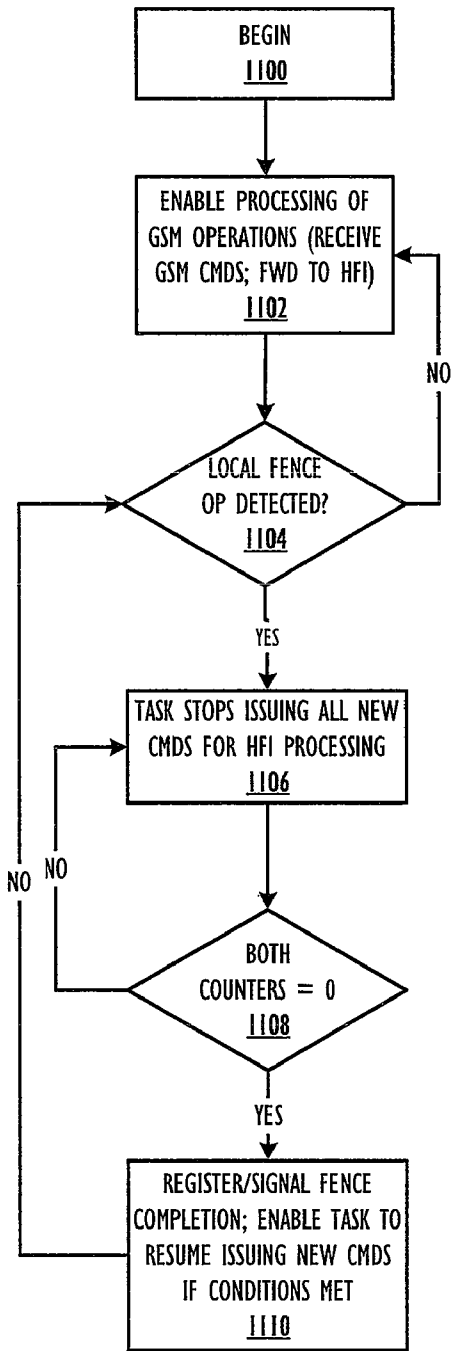 BEGIN
1100
ENABLE PROCESSING OF
GSM OPERATIONS (RECEIVE
GSM CMDS; FWD TO HFI)
1102
NO
LOCAL FENCE
OP DETECTED?
1104
YES
TASK STOPS ISSUING ALL NEW
CMDS FOR HFI PROCESSING
1106
NO
NO
BOTH
COUNTERS = 0
1108
YES
REGISTER/SIGNAL FENCE
COMPLETION; ENABLE TASK TO
RESUME ISSUING NEW CMDS
IF CONDITIONS MET
1110